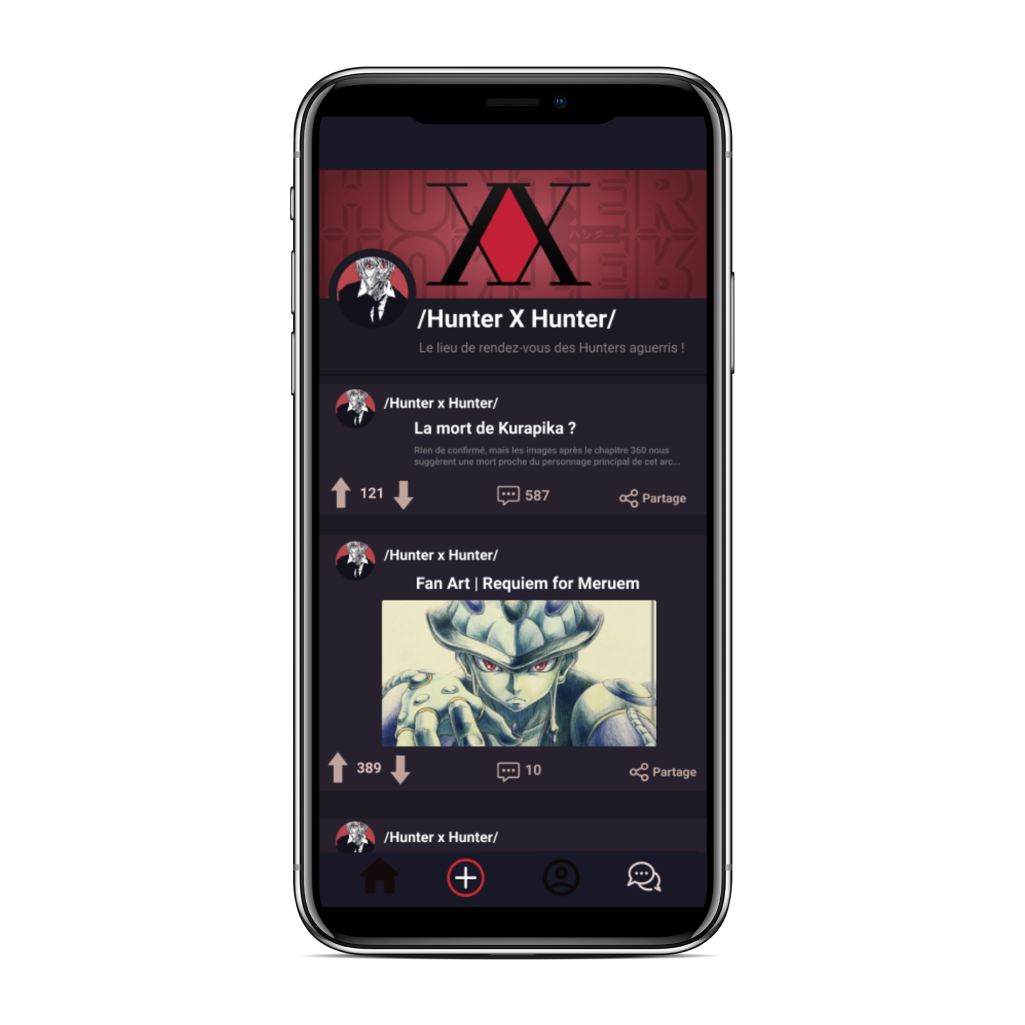 HUNTER
HUNTER
/Hunter X Hunter/
Le lieu de rendez-vous des Hunters aguerris !
/Hunter x Hunter/
La mort de Kurapika ?
RIen de confirmé, mais les images après le chapitre 360 nous
suggèrent une mort proche du personnage principal de cet arc...
121
587
Partage
/Hunter x Hunter/
Fan Art | Requiem for Meruem
389
10
Partage
/Hunter x Hunter/